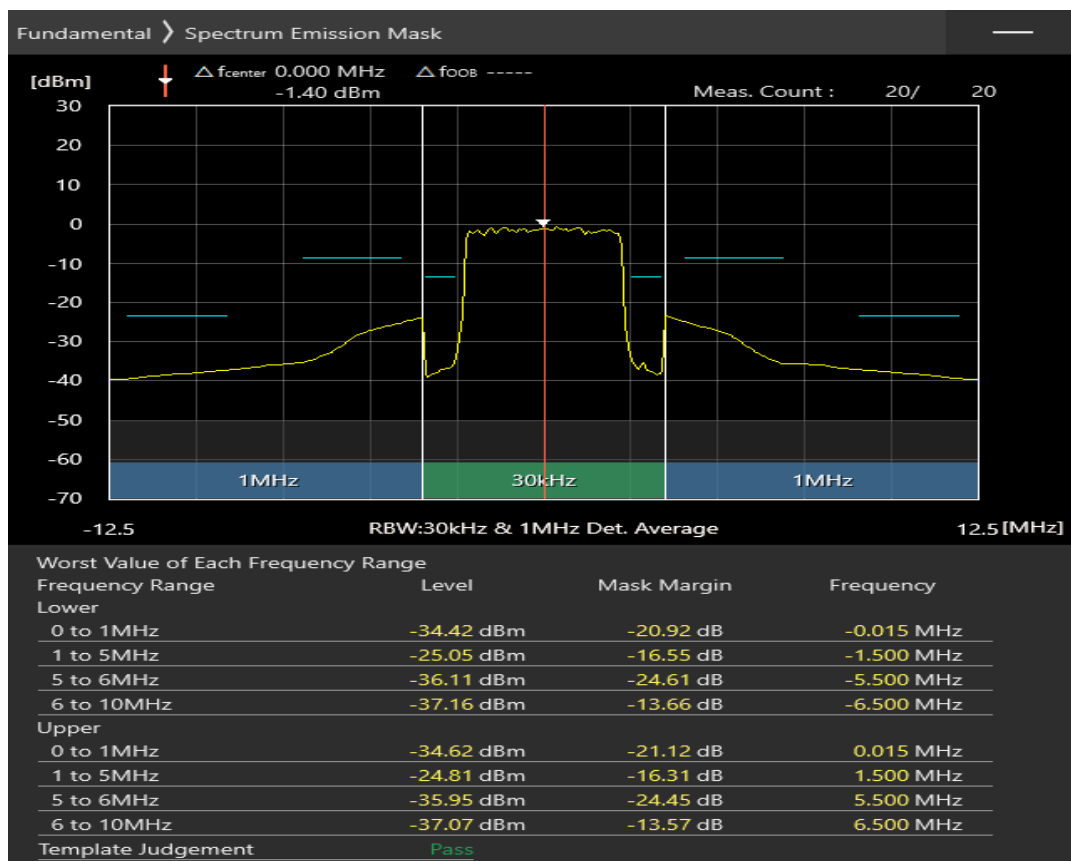 Fundamental ❯ Spectrum Emission Mask
△ fcenter 0.000 MHz △ fOOB -----
[dBm] -1.40 dBm Meas. Count : 20/ 20
30
20
10
0
-10
-20
-30
-40
-50
-60
1MHz 30kHz 1MHz
-70
-12.5 RBW:30kHz & 1MHz Det. Average 12.5 [MHz]
Worst Value of Each Frequency Range
Frequency Range Level Mask Margin Frequency
Lower
0 to 1MHz -34.42 dBm -20.92 dB -0.015 MHz
1 to 5MHz -25.05 dBm -16.55 dB -1.500 MHz
5 to 6MHz -36.11 dBm -24.61 dB -5.500 MHz
6 to 10MHz -37.16 dBm -13.66 dB -6.500 MHz
Upper
0 to 1MHz -34.62 dBm -21.12 dB 0.015 MHz
1 to 5MHz -24.81 dBm -16.31 dB 1.500 MHz
5 to 6MHz -35.95 dBm -24.45 dB 5.500 MHz
6 to 10MHz -37.07 dBm -13.57 dB 6.500 MHz
Template Judgement Pass